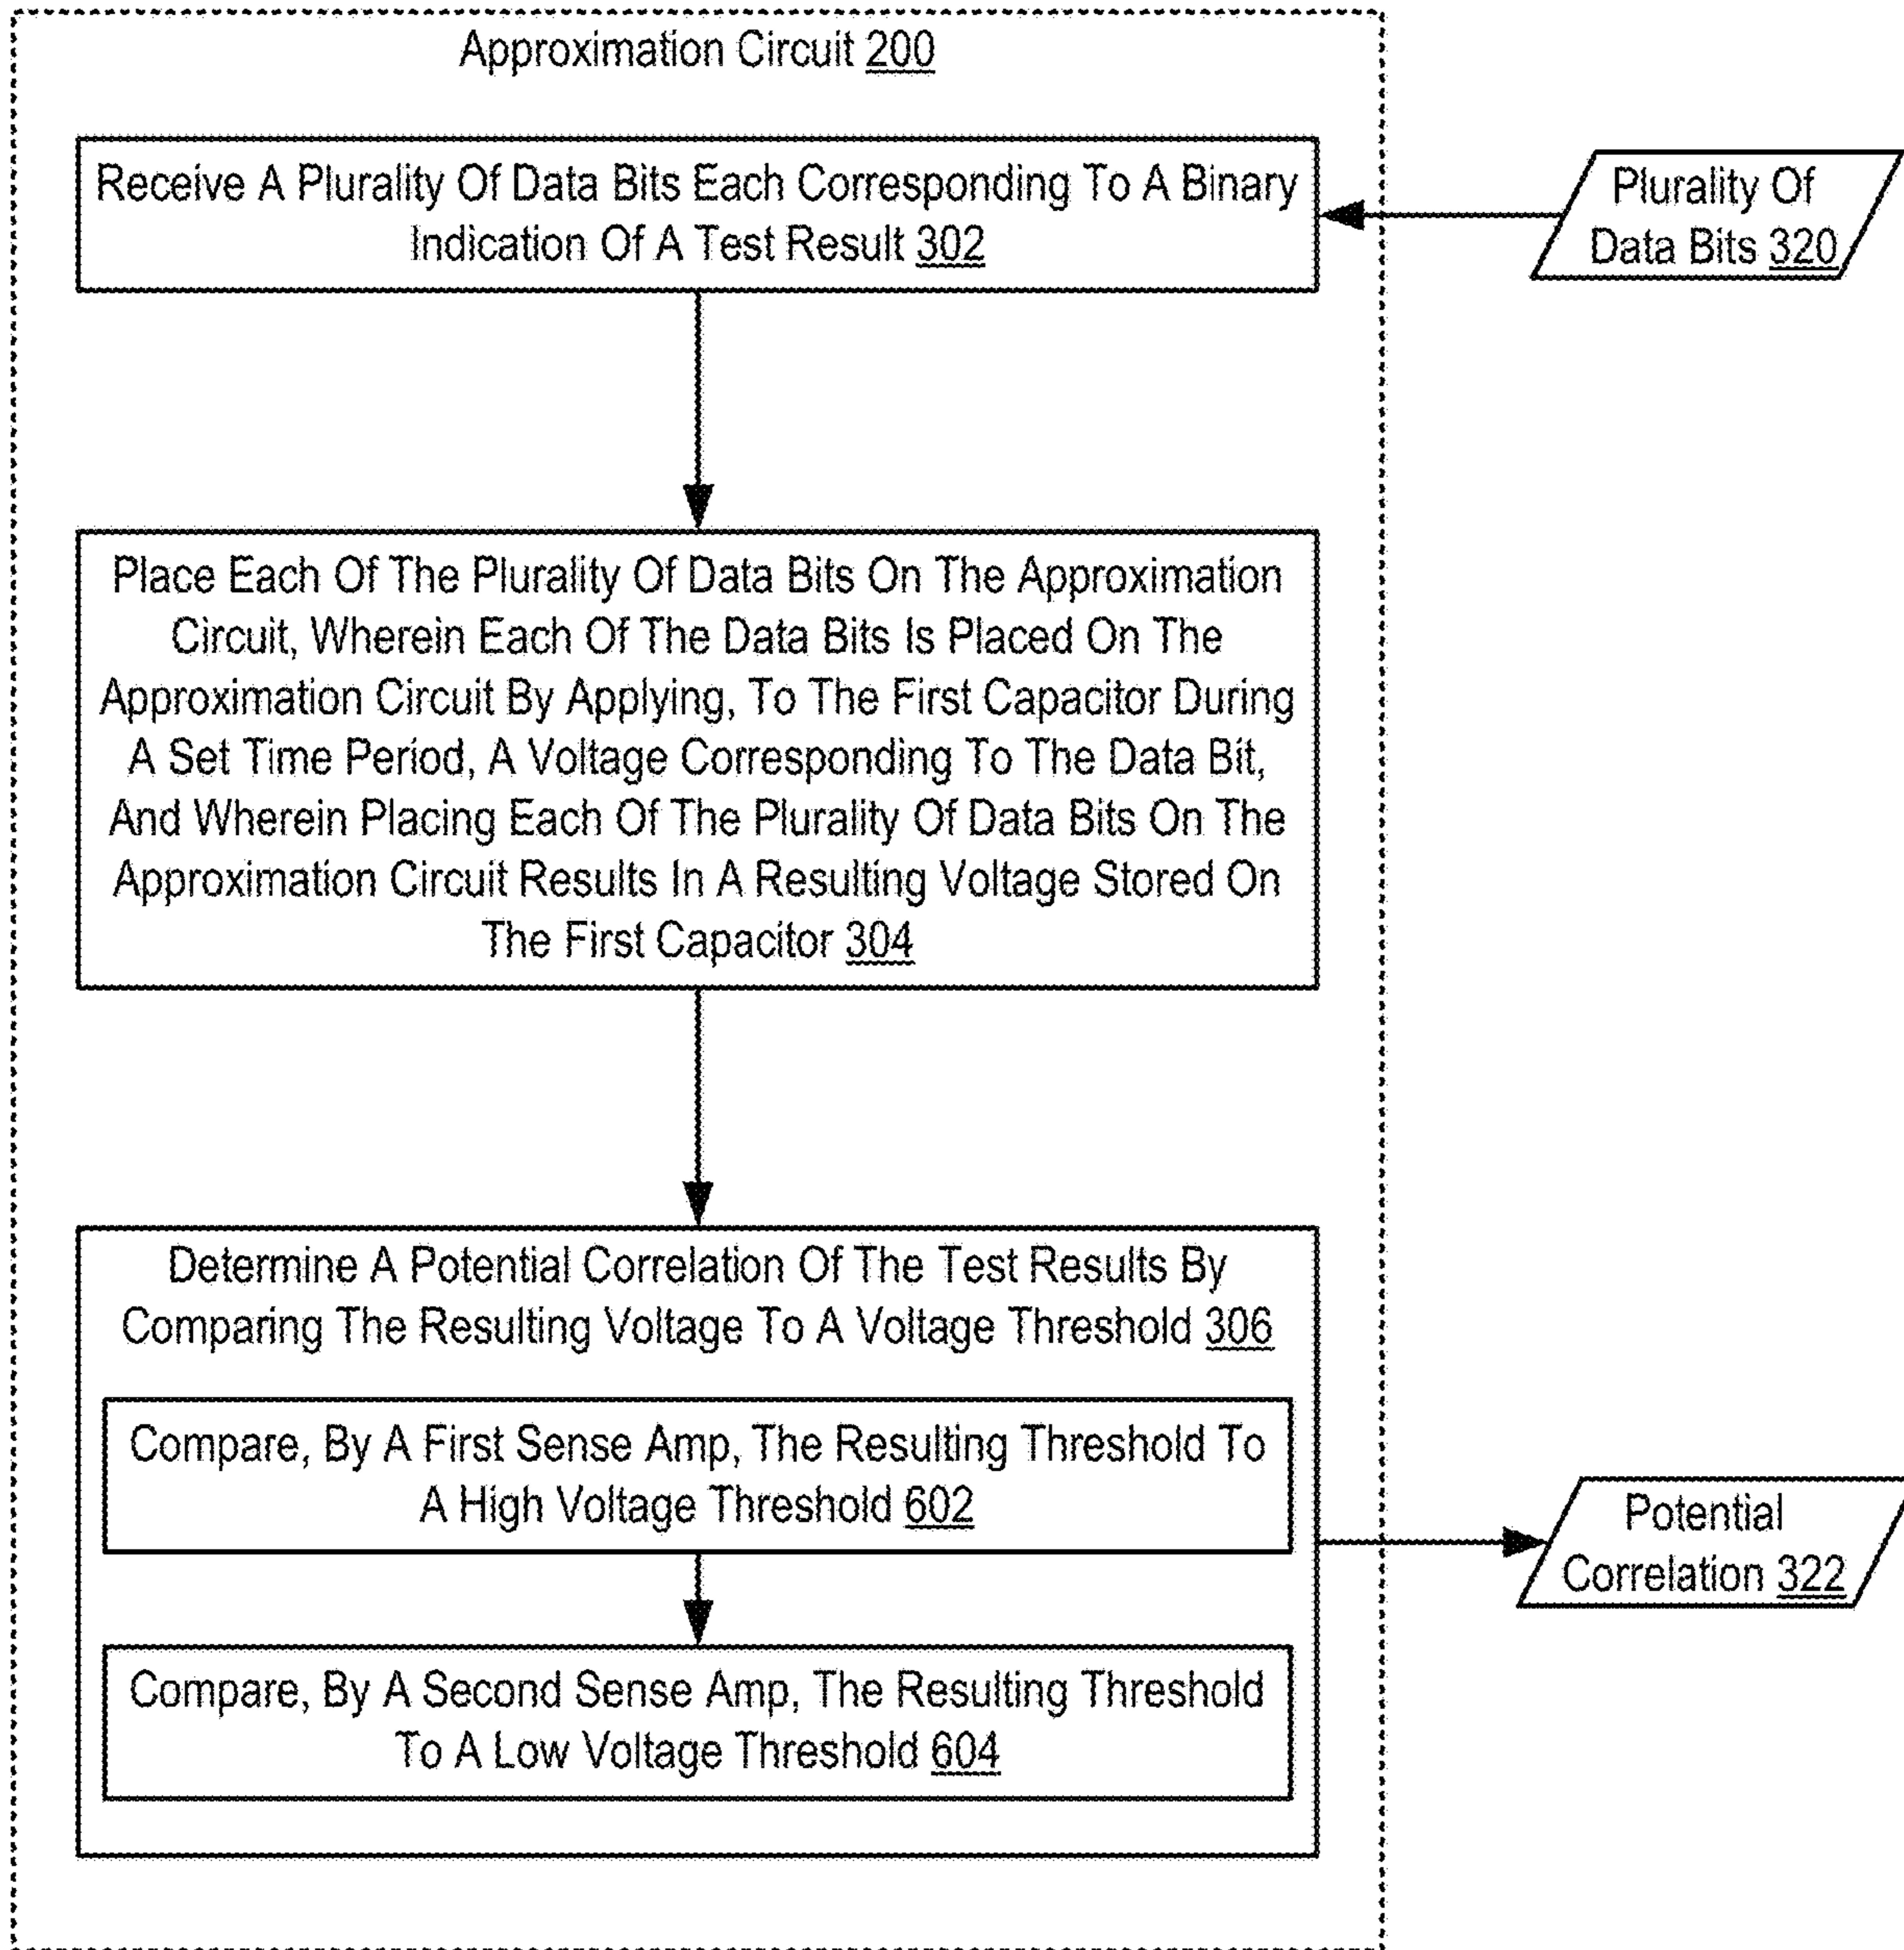 Approximation Circuit 200
Receive A Plurality Of Data Bits Each Corresponding To A Binary
Indication Of A Test Result 302
Plurality Of
Data Bits 320
Place Each Of The Plurality Of Data Bits On The Approximation
Circuit, Wherein Each Of The Data Bits Is Placed On The
Approximation Circuit By Applying, To The First Capacitor During
A Set Time Period, A Voltage Corresponding To The Data Bit,
And Wherein Placing Each Of The Plurality Of Data Bits On The
Approximation Circuit Results In A Resulting Voltage Stored On
The First Capacitor 304
Determine A Potential Correlation Of The Test Results By
Comparing The Resulting Voltage To A Voltage Threshold 306
Compare, By A First Sense Amp, The Resulting Threshold To
A High Voltage Threshold 602
Potential
Correlation 322
Compare, By A Second Sense Amp, The Resulting Threshold
To A Low Voltage Threshold 604